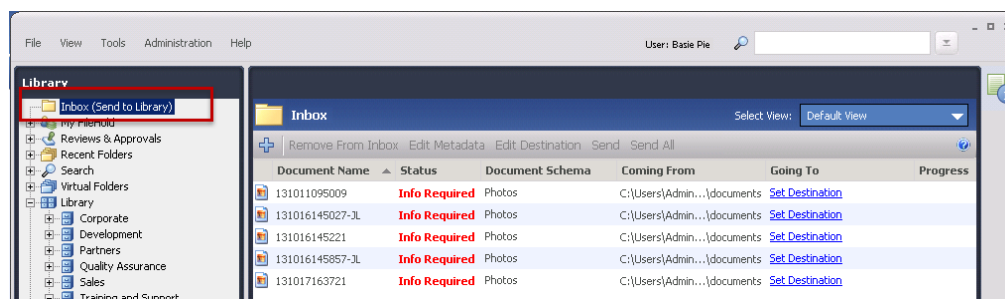 File View Tools Administration Help User: Basie Pie
Library
Inbox (Send to Library)
My FileHold
Reviews & Approvals
Recent Folders
Search
Virtual Folders
Library
Corporate
Development
Partners
Quality Assurance
Sales
Training and Support
Inbox Select View: Default View
Remove From Inbox Edit Metadata Edit Destination Send Send All
Document Name Status Document Schema Coming From Going To Progress
131011095009 Info Required Photos C:\Users\Admin...\documents Set Destination
131016145027-JL Info Required Photos C:\Users\Admin...\documents Set Destination
131016145221 Info Required Photos C:\Users\Admin...\documents Set Destination
131016145857-JL Info Required Photos C:\Users\Admin...\documents Set Destination
131017163721 Info Required Photos C:\Users\Admin...\documents Set Destination